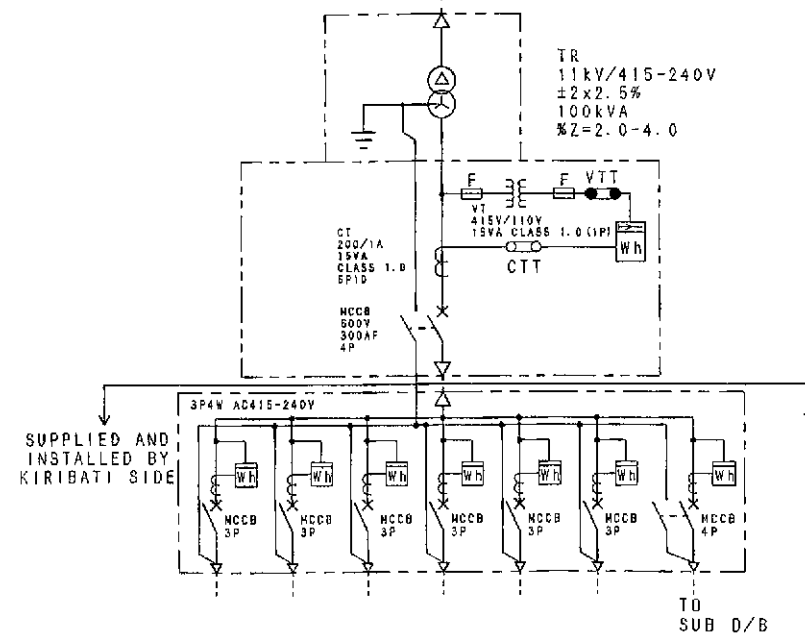 TR
11kV/415-240V
±2x2.5%
100kVA
%Z=2.0-4.0
F
F
VTT
VT
415V/110V
15VA CLASS 1.0(1P)
Wh
CT
200/1A
15VA
CLASS 1.0
5P10
CTT
MCCB
600V
300AF
4P
3P4W AC415-240V
SUPPLIED AND
INSTALLED BY
KIRIBATI SIDE
Wh
Wh
Wh
Wh
Wh
Wh
Wh
MCCB
3P
MCCB
3P
MCCB
3P
MCCB
3P
MCCB
3P
MCCB
3P
MCCB
4P
TO
SUB D/B